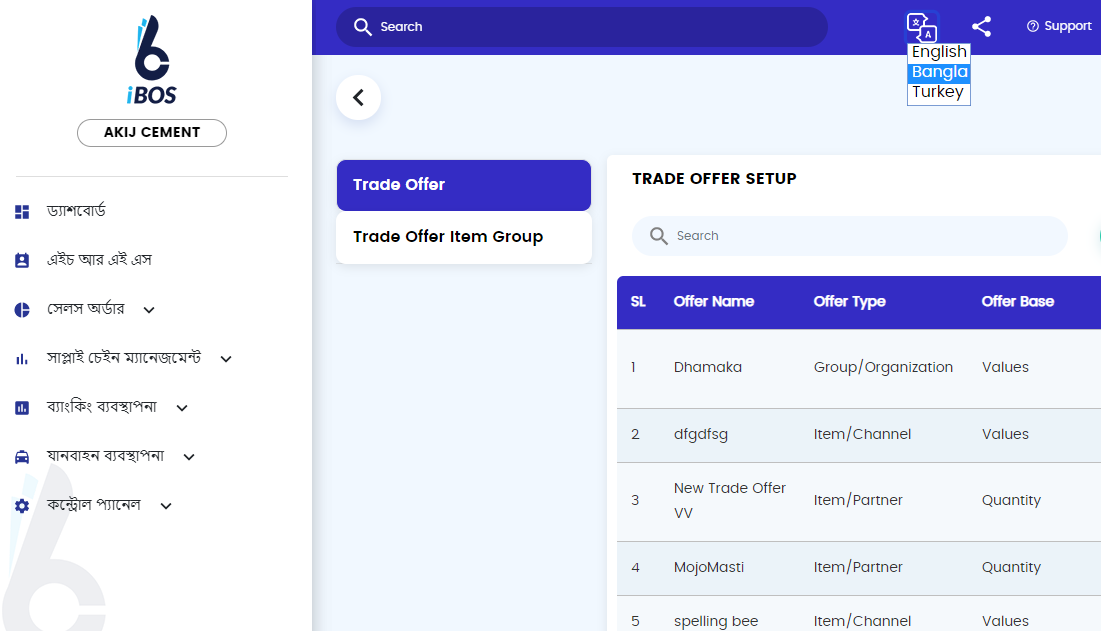 iBOS
AKIJ CEMENT
ড্যাশবোর্ড
এইচ আর এই এস
সেলস অর্ডার
সাপ্লাই চেইন ম্যানেজমেন্ট
ব্যাংকিং ব্যবস্থাপনা
যানবাহন ব্যবস্থাপনা
কন্ট্রোল প্যানেল
Search
Support
English
Bangla
Turkey
Trade Offer
Trade Offer Item Group
TRADE OFFER SETUP
Search
SL Offer Name Offer Type Offer Base
1 Dhamaka Group/Organization Values
2 dfgdfsg Item/Channel Values
3 New Trade Offer VV Item/Partner Quantity
4 MojoMasti Item/Partner Quantity
5 spelling bee Item/Channel Values